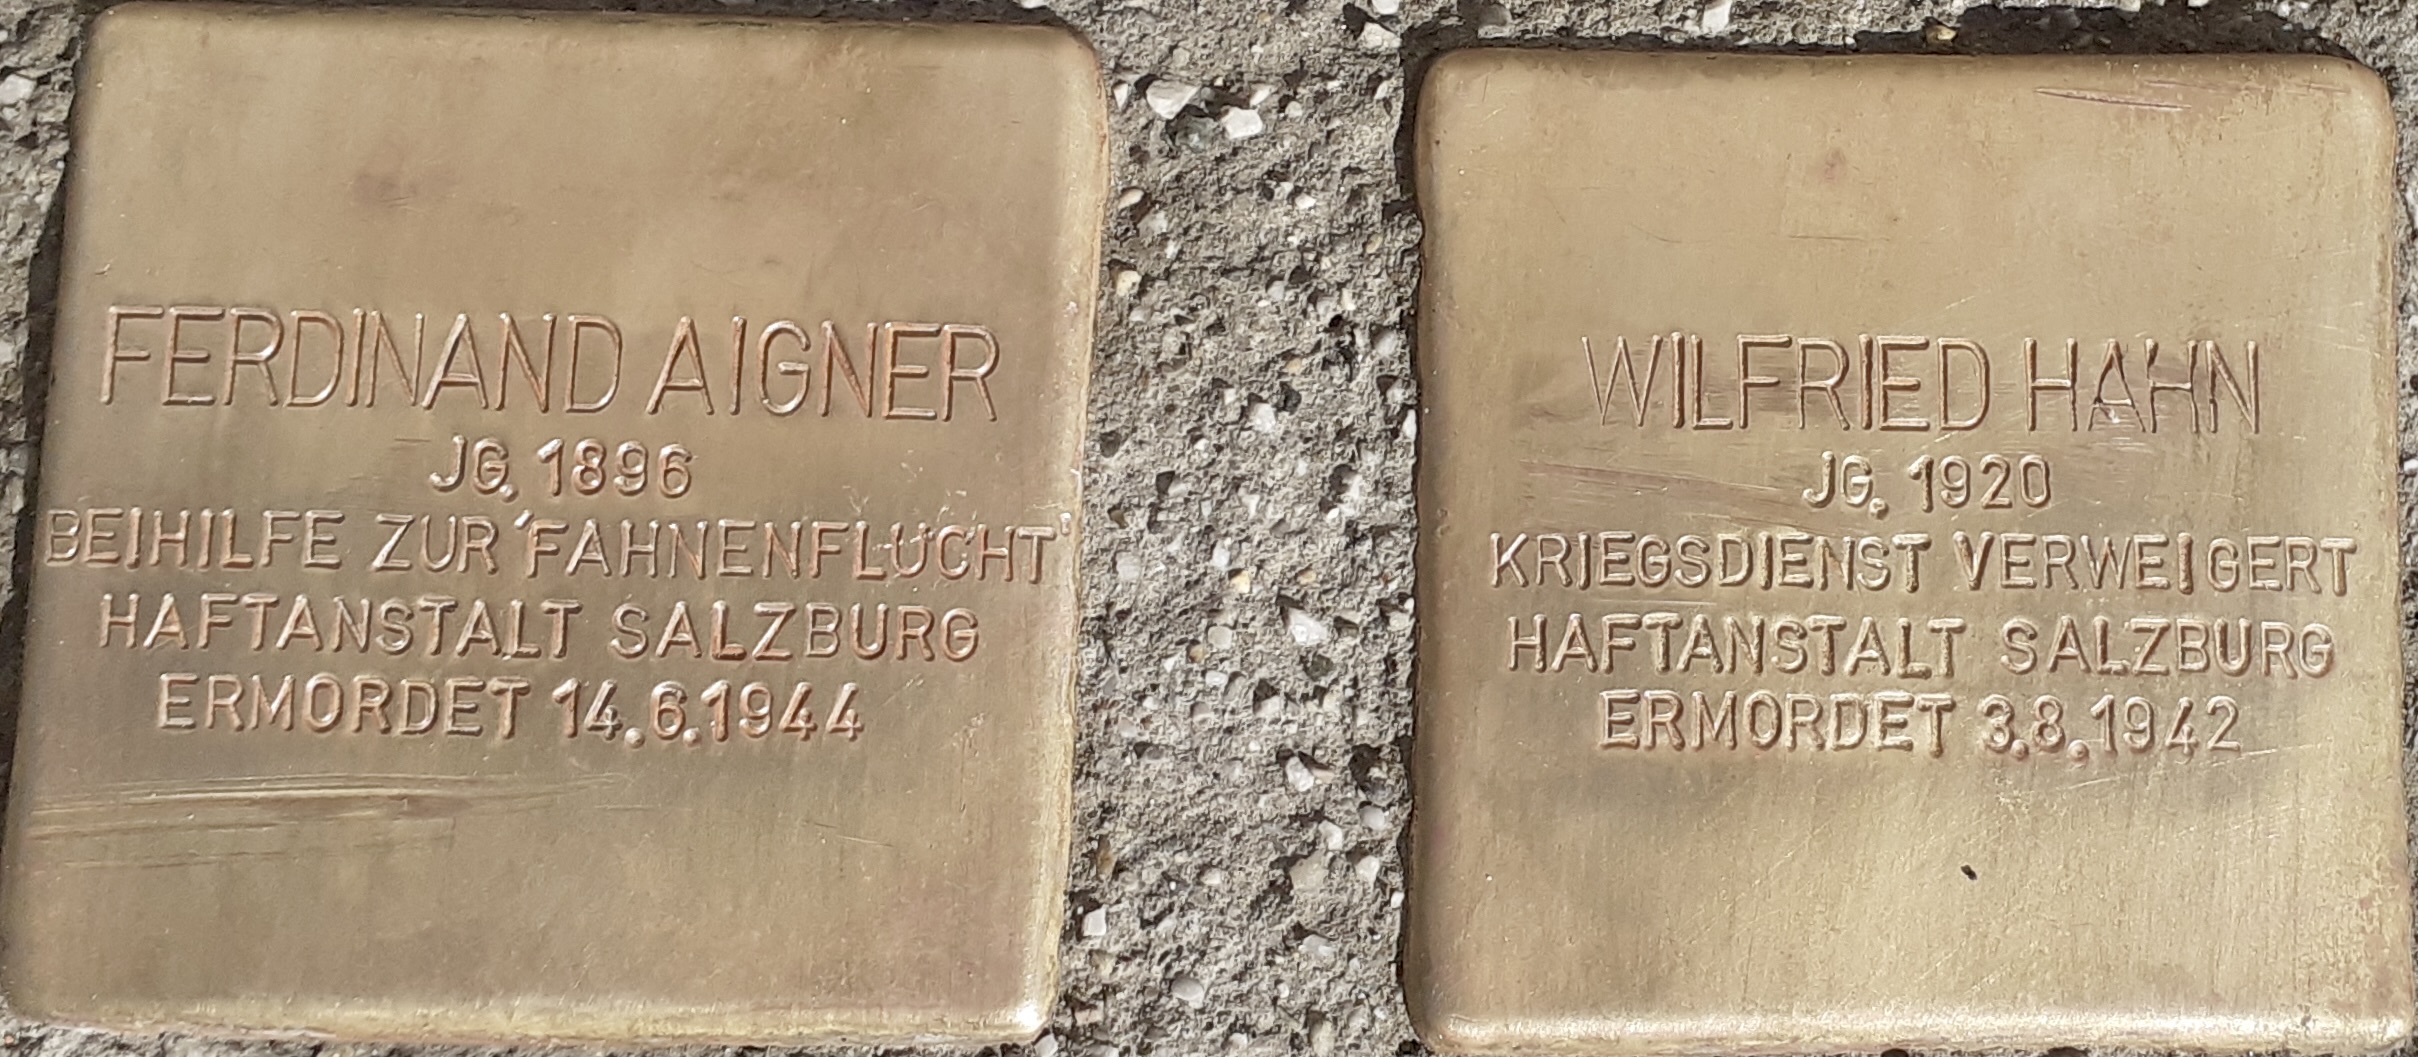 FERDINAND AIGNER
JG. 1896
BEIHILFE ZUR 'FAHNENFLUCHT'
HAFTANSTALT SALZBURG
ERMORDET 14.6.1944
WILFRIED HAHN
JG. 1920
KRIEGSDIENST VERWEIGERT
HAFTANSTALT SALZBURG
ERMORDET 3.8.1942